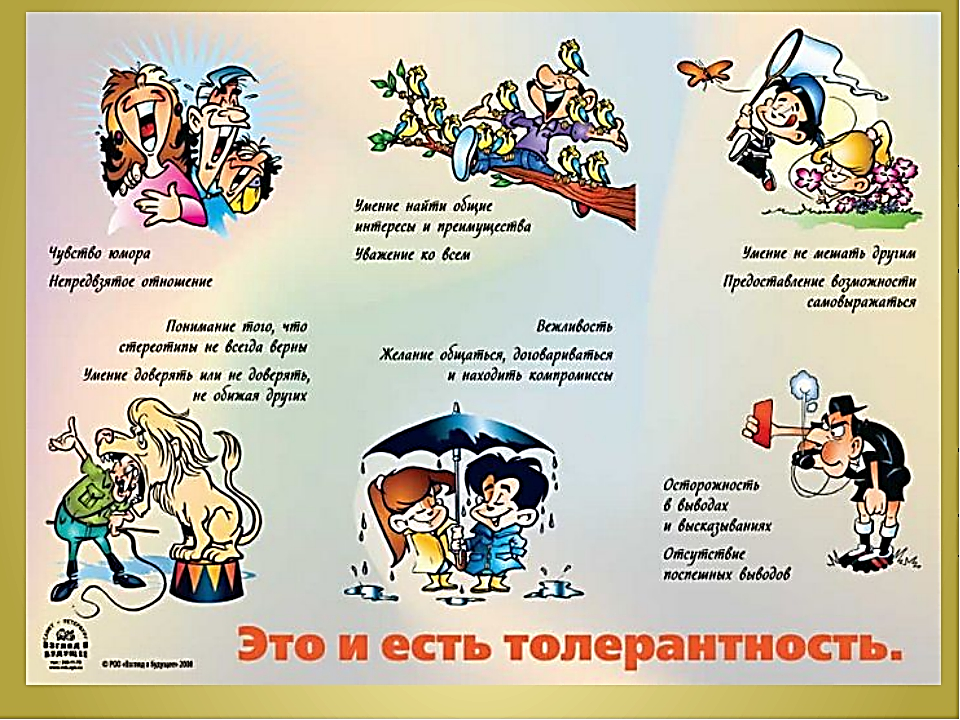 Чувство юмора
Непредвзятое отношение
Умение найти общие
интересы и преимущества
Уважение ко всем
Умение не мешать другим
Предоставление возможности
самовыражаться
Понимание того, что
стереотипы не всегда верны
Умение доверять или не доверять,
не обижая других
Вежливость
Желание общаться, договариваться
и находить компромиссы
Осторожность
в выводах
и высказываниях
Отсутствие
поспешных выводов
САНКТ - ПЕТЕРБУРГ
ВЗГЛЯД В
БУДУЩЕЕ
© РОО «Взгляд в будущее» 2008
Это и есть толерантность.